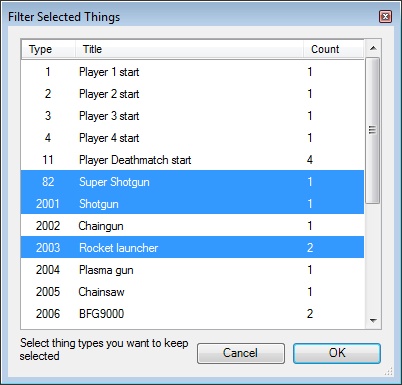 Filter Selected Things
Type Title Count
1 Player 1 start 1
2 Player 2 start 1
3 Player 3 start 1
4 Player 4 start 1
11 Player Deathmatch start 4
82 Super Shotgun 1
2001 Shotgun 1
2002 Chaingun 1
2003 Rocket launcher 2
2004 Plasma gun 1
2005 Chainsaw 1
2006 BFG9000 2
Select thing types you want to keep
selected
Cancel OK